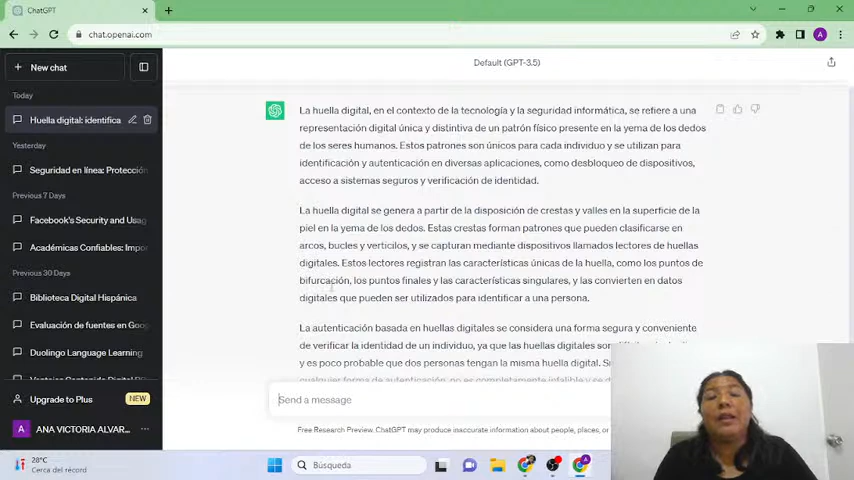 ChatGPT
chat.openai.com
A
New chat
Default (GPT-3.5)
Today
Huella digital: identifica
Yesterday
Seguridad en línea: Protección
Previous 7 Days
Facebook's Security and Usag
Académicas Confiables: Impor
Previous 30 Days
Biblioteca Digital Hispánica
Evaluación de fuentes en Goog
Duolingo Language Learning
Upgrade to Plus
NEW
A
ANA VICTORIA ALVAR...
La huella digital, en el contexto de la tecnología y la seguridad informática, se refiere a una
representación digital única y distintiva de un patrón físico presente en la yema de los dedos
de los seres humanos. Estos patrones son únicos para cada individuo y se utilizan para
identificación y autenticación en diversas aplicaciones, como desbloqueo de dispositivos,
acceso a sistemas seguros y verificación de identidad.
La huella digital se genera a partir de la disposición de crestas y valles en la superficie de la
piel en la yema de los dedos. Estas crestas forman patrones que pueden clasificarse en
arcos, bucles y verticilos, y se capturan mediante dispositivos llamados lectores de huellas
digitales. Estos lectores registran las características únicas de la huella, como los puntos de
bifurcación, los puntos finales y las características singulares, y las convierten en datos
digitales que pueden ser utilizados para identificar a una persona.
La autenticación basada en huellas digitales se considera una forma segura y conveniente
de verificar la identidad de un individuo, ya que las huellas digitales son
y es poco probable que dos personas tengan la misma huella digital.
cualquier forma de autenticación, no es completamente infalible y se
Send a message
Free Research Preview. ChatGPT may produce inaccurate information about people, places, or
28°C
Cerca del récord
Búsqueda